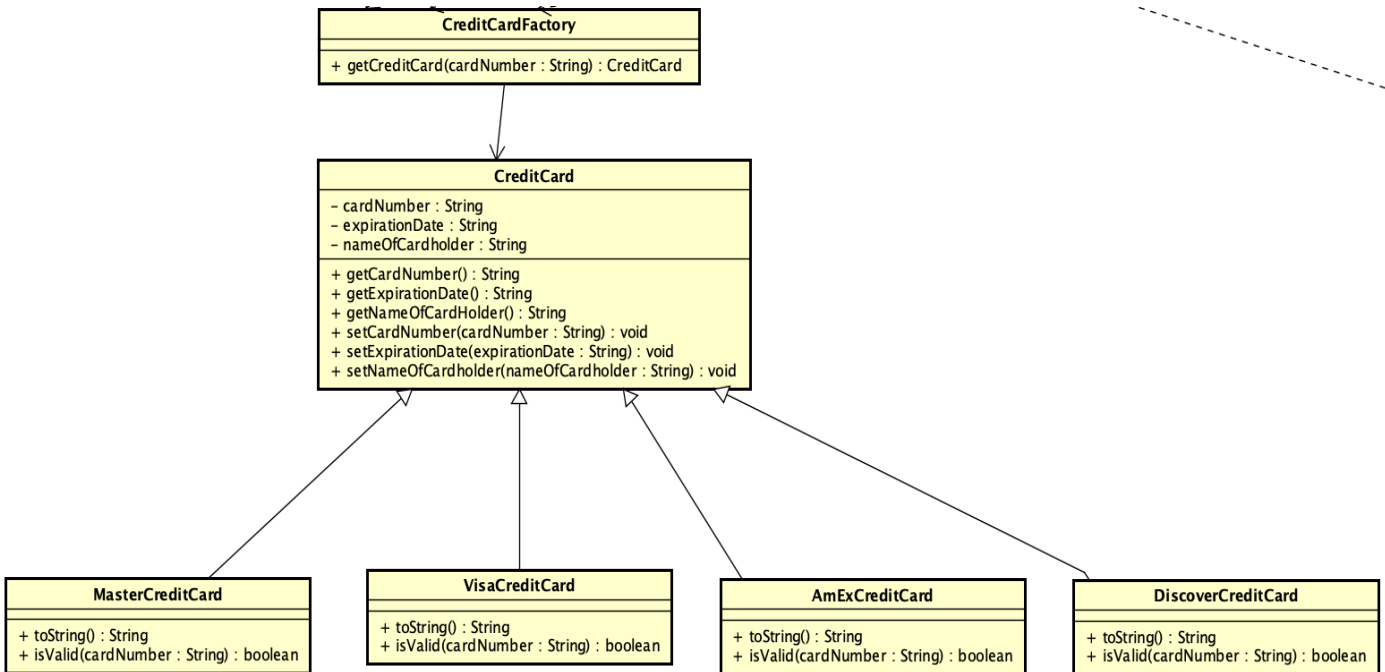 CreditCardFactory
+ getCreditCard(cardNumber : String) : CreditCard
CreditCard
– cardNumber : String
– expirationDate : String
– nameOfCardholder : String
+ getCardNumber() : String
+ getExpirationDate() : String
+ getNameOfCardHolder() : String
+ setCardNumber(cardNumber : String) : void
+ setExpirationDate(expirationDate : String) : void
+ setNameOfCardholder(nameOfCardholder : String) : void
MasterCreditCard
+ toString() : String
+ isValid(cardNumber : String) : boolean
VisaCreditCard
+ toString() : String
+ isValid(cardNumber : String) : boolean
AmExCreditCard
+ toString() : String
+ isValid(cardNumber : String) : boolean
DiscoverCreditCard
+ toString() : String
+ isValid(cardNumber : String) : boolean